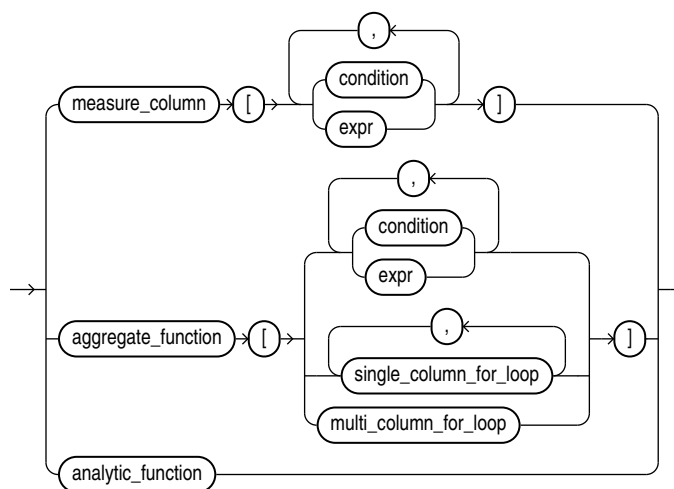 ,
condition
measure_column [ ]
expr
,
condition
expr
,
aggregate_function [ ]
single_column_for_loop
multi_column_for_loop
analytic_function